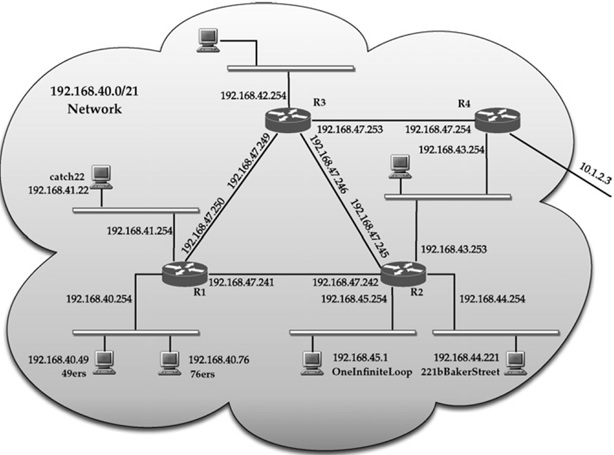 192.168.40.0/21
Network
192.168.42.254
R3
R4
192.168.47.253
192.168.47.254
192.168.43.254
10.1.2.3
catch22
192.168.41.22
192.168.47.249
192.168.47.246
192.168.47.250
192.168.47.245
192.168.41.254
192.168.43.253
R1
192.168.47.241
192.168.47.242
R2
192.168.40.254
192.168.45.254
192.168.44.254
192.168.40.49
49ers
192.168.40.76
76ers
192.168.45.1
OneInfiniteLoop
192.168.44.221
221bBakerStreet